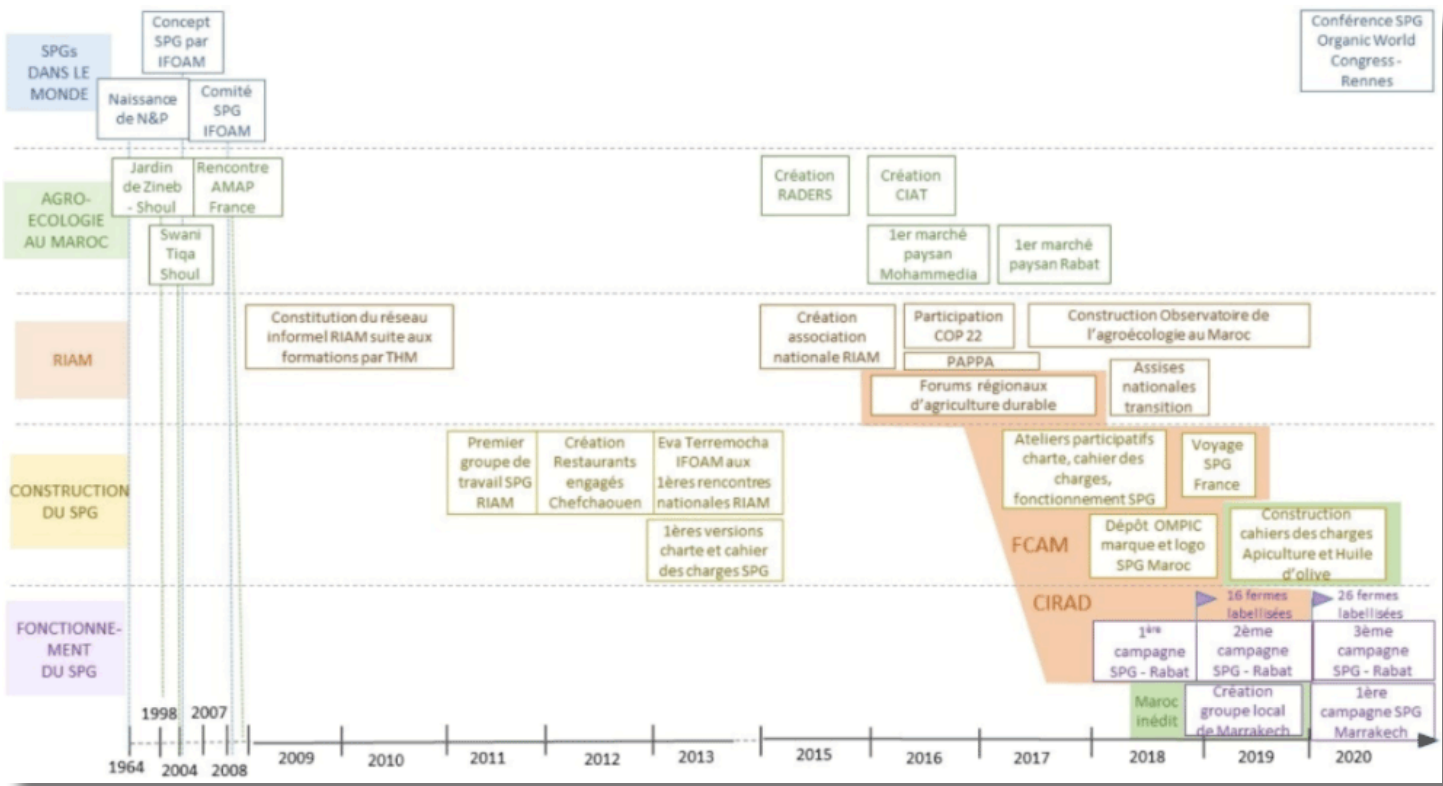 SPGs
DANS LE
MONDE
Concept
SPG par
IFOAM
Naissance
de N&P
Comité
SPG
IFOAM
Conférence SPG
Organic World
Congress -
Rennes
AGRO-
ECOLOGIE
AU MAROC
Jardin
de Zineb
- Shoul
Rencontre
AMAP
France
Swani
Tiqa
Shoul
Création
RADERS
Création
CIAT
1er marché
paysan
Mohammedia
1er marché
paysan Rabat
RIAM
Constitution du réseau
informel RIAM suite aux
formations par THM
Création
association
nationale RIAM
Participation
COP 22
PAPPA
Construction Observatoire de
l'agroécologie au Maroc
Forums régionaux
d'agriculture durable
Assises
nationales
transition
CONSTRUCTION
DU SPG
Premier
groupe de
travail SPG
RIAM
Création
Restaurants
engagés
Chefchaouen
Eva Terremocha
IFOAM aux
1ères rencontres
nationales RIAM
1ères versions
charte et cahier
des charges SPG
Ateliers participatifs
charte, cahier des
charges,
fonctionnement SPG
Voyage
SPG
France
FCAM
Dépôt OMPIC
marque et logo
SPG Maroc
Construction
cahiers des charges
Apiculture et Huile
d'olive
FONCTIONNE-
MENT
DU SPG
CIRAD
16 fermes
labellisées
26 fermes
labellisées
1ère
campagne
SPG - Rabat
2ème
campagne
SPG - Rabat
3ème
campagne
SPG - Rabat
Maroc
inédit
Création
groupe local
de Marrakech
1ère
campagne SPG
Marrakech
1998
2007
1964
2004
2008
2009
2010
2011
2012
2013
2015
2016
2017
2018
2019
2020